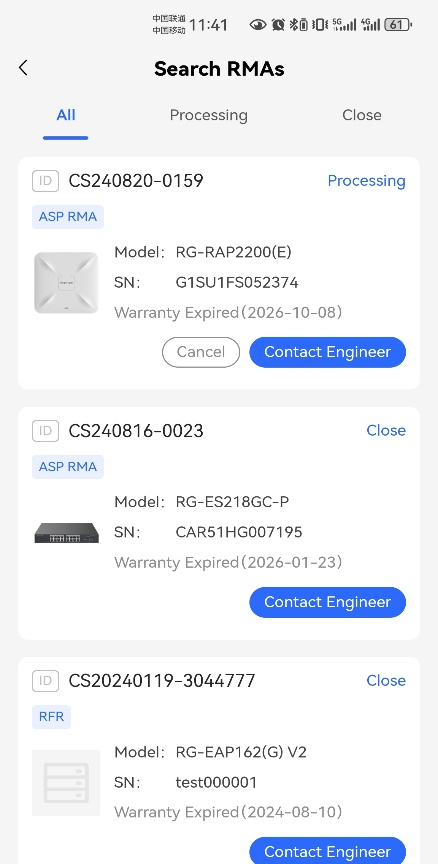 中国联通
中国移动 11:41 5G 4G 61
Search RMAs
All Processing Close
ID CS240820-0159 Processing
ASP RMA
Model: RG-RAP2200(E)
SN: G1SU1FS052374
Warranty Expired(2026-10-08)
Cancel Contact Engineer
ID CS240816-0023 Close
ASP RMA
Model: RG-ES218GC-P
SN: CAR51HG007195
Warranty Expired(2026-01-23)
Contact Engineer
ID CS20240119-3044777 Close
RFR
Model: RG-EAP162(G) V2
SN: test000001
Warranty Expired(2024-08-10)
Contact Engineer